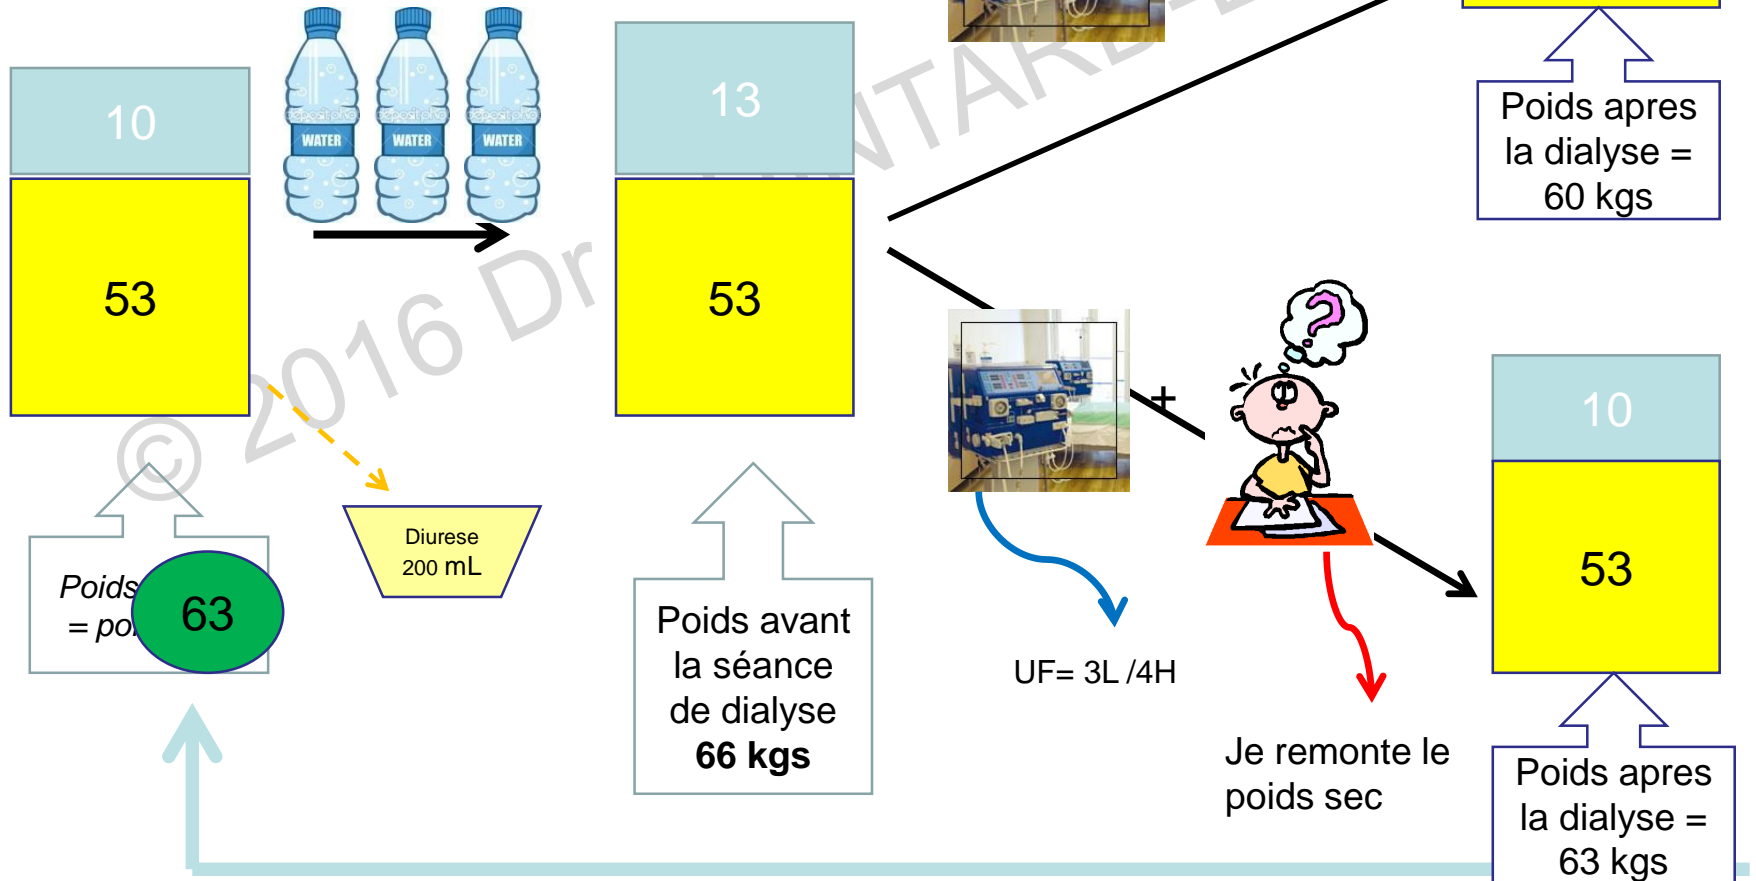 10
WATER
WATER
WATER
13
Poids apres
la dialyse =
60 kgs
53
53
© 2016 Dr
+
10
53
Diurese
200 mL
Poids
63
Poids avant
la séance
de dialyse
66 kgs
UF= 3L /4H
Je remonte le
poids sec
Poids apres
la dialyse =
63 kgs